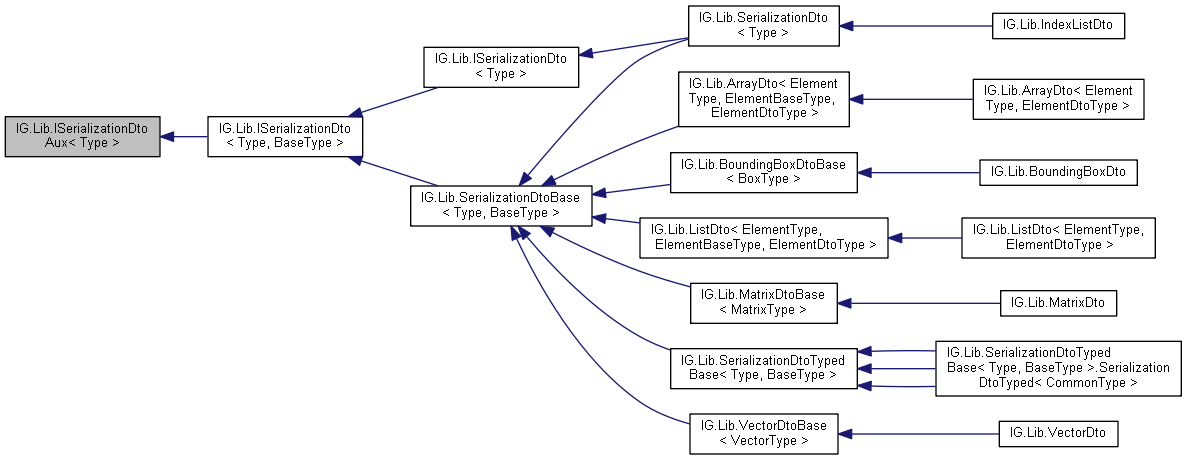 IG.Lib.ISerializationDto
Aux< Type >
IG.Lib.ISerializationDto
< Type, BaseType >
IG.Lib.ISerializationDto
< Type >
IG.Lib.SerializationDtoBase
< Type, BaseType >
IG.Lib.SerializationDto
< Type >
IG.Lib.IndexListDto
IG.Lib.ArrayDto< Element
Type, ElementBaseType,
ElementDtoType >
IG.Lib.ArrayDto< Element
Type, ElementDtoType >
IG.Lib.BoundingBoxDtoBase
< BoxType >
IG.Lib.BoundingBoxDto
IG.Lib.ListDto< ElementType,
ElementBaseType, ElementDtoType >
IG.Lib.ListDto< ElementType,
ElementDtoType >
IG.Lib.MatrixDtoBase
< MatrixType >
IG.Lib.MatrixDto
IG.Lib.SerializationDtoTyped
Base< Type, BaseType >
IG.Lib.SerializationDtoTyped
Base< Type, BaseType >.Serialization
DtoTyped< CommonType >
IG.Lib.VectorDtoBase
< VectorType >
IG.Lib.VectorDto